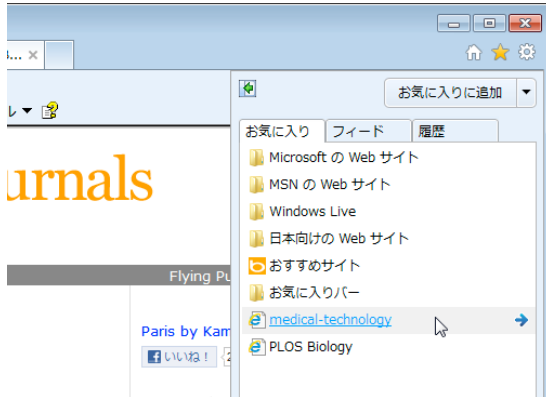 お気に入りに追加
ル
お気に入り フィード 履歴
Microsoft の Web サイト
MSN の Web サイト
urnals
Windows Live
日本向けの Web サイト
おすすめサイト
Flying Pu
お気に入りバー
medical-technology
Paris by Kam
PLOS Biology
いいね！ 2